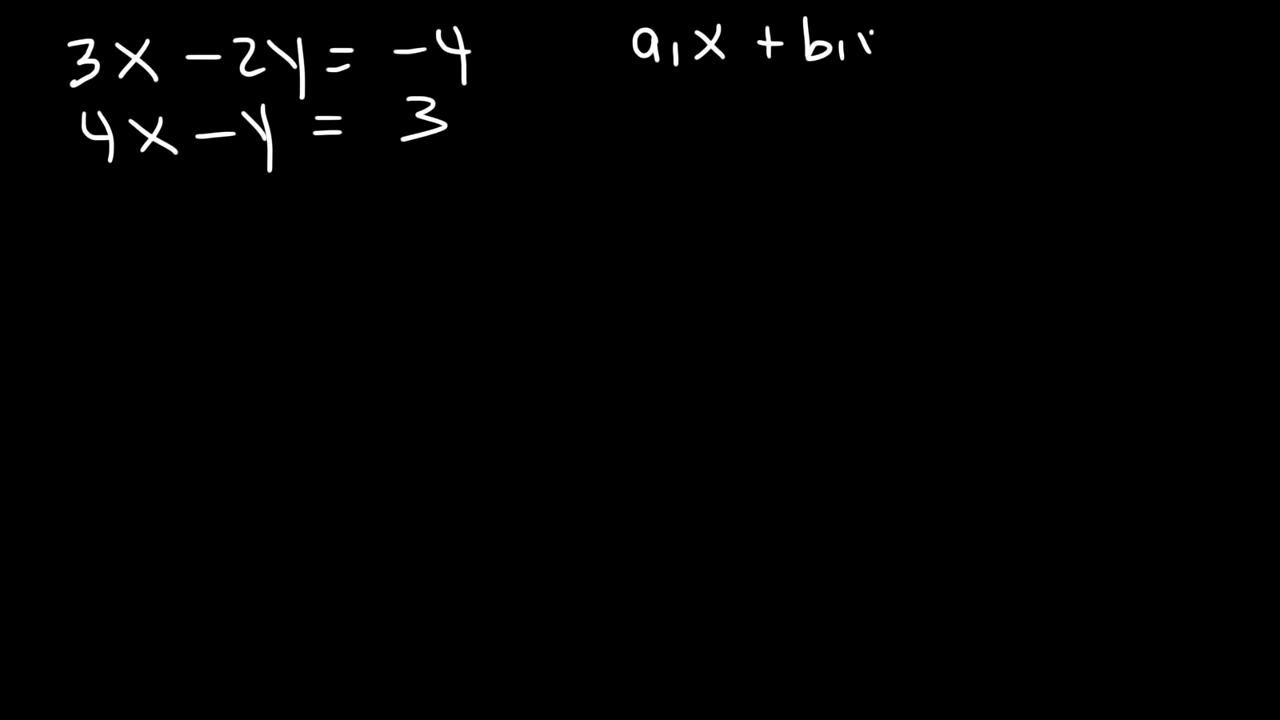 3x - 2y = -4
4x - y = 3
a₁x + b₁